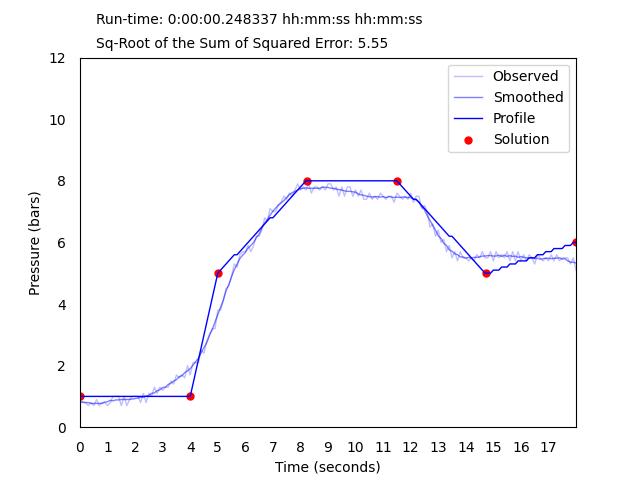 Run-time: 0:00:00.248337 hh:mm:ss hh:mm:ss
Sq-Root of the Sum of Squared Error: 5.55
12
10
8
6
4
2
0
Pressure (bars)
Observed
Smoothed
Profile
Solution
0 1 2 3 4 5 6 7 8 9 10 11 12 13 14 15 16 17
Time (seconds)